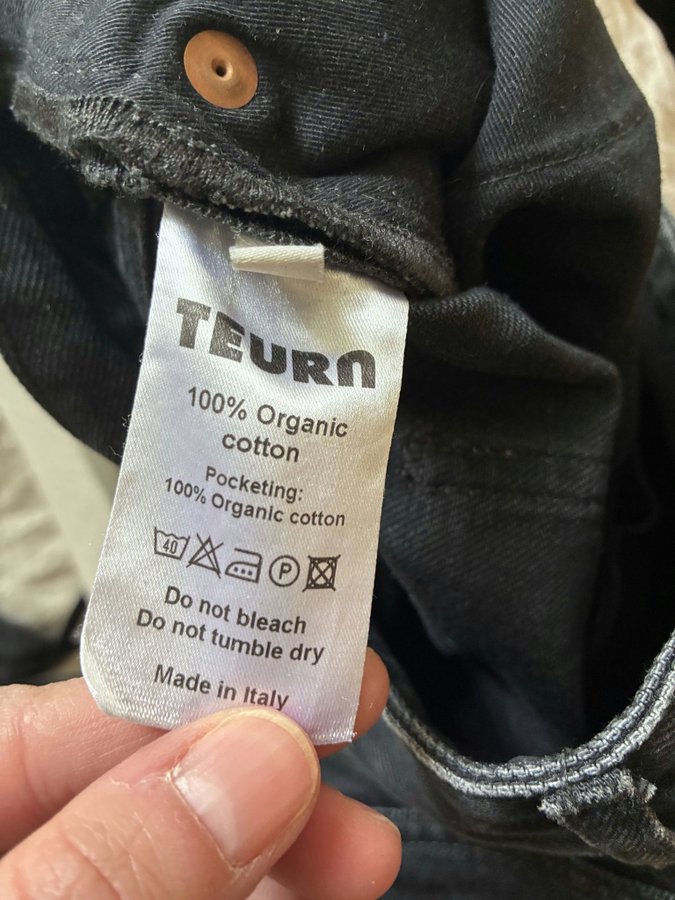 TEURN
100% Organic
cotton
Pocketing:
100% Organic cotton
40 P
Do not bleach
Do not tumble dry
Made in Italy